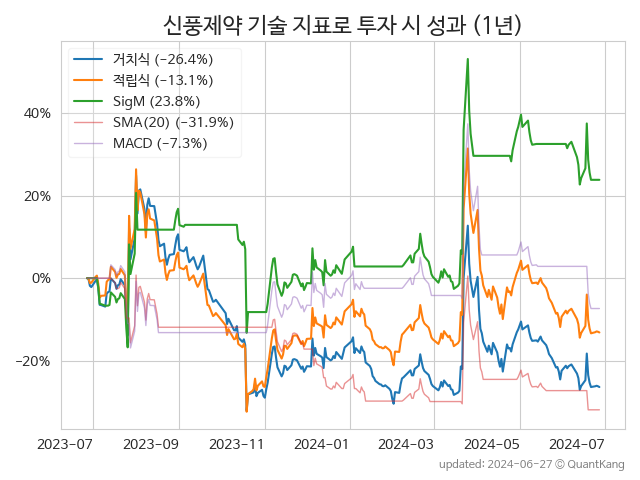 신풍제약 기술 지표로 투자 시 성과 (1년)
거치식 (−26.4%)
적립식 (−13.1%)
SigM (23.8%)
SMA(20) (−31.9%)
MACD (−7.3%)
40%
20%
0%
−20%
2023-07 2023-09 2023-11 2024-01 2024-03 2024-05 2024-07
updated: 2024-06-27 © QuantKang